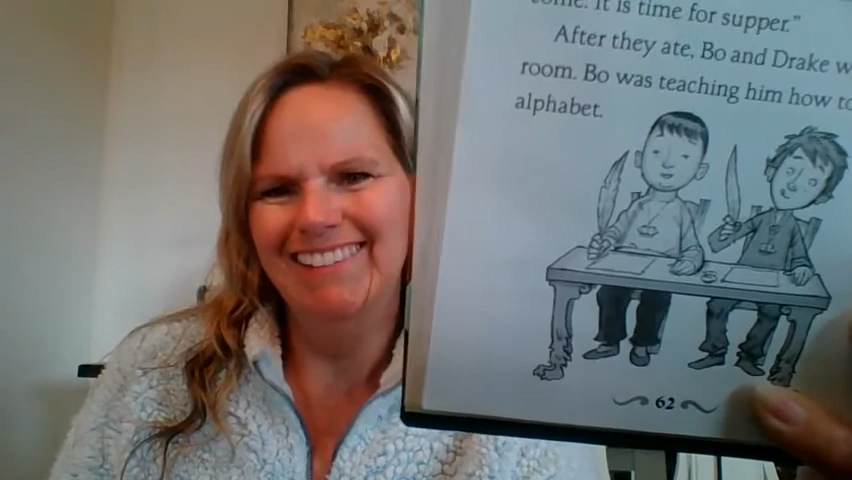 come. It is time for supper."
After they ate, Bo and Drake w
room. Bo was teaching him how to
alphabet.
62